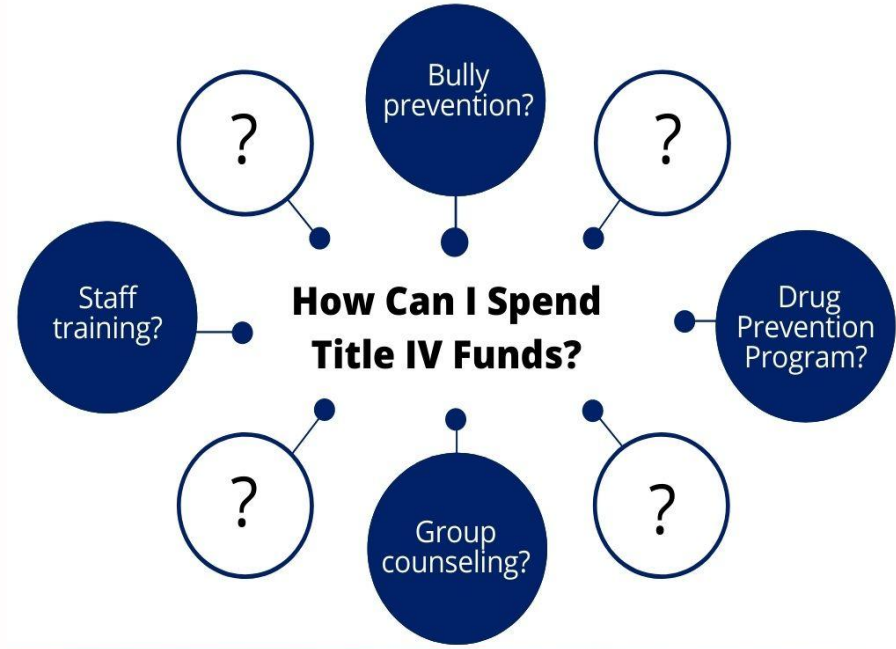 Bully
prevention?
?
?
Staff
training?
How Can I Spend
Title IV Funds?
Drug
Prevention
Program?
?
?
Group
counseling?